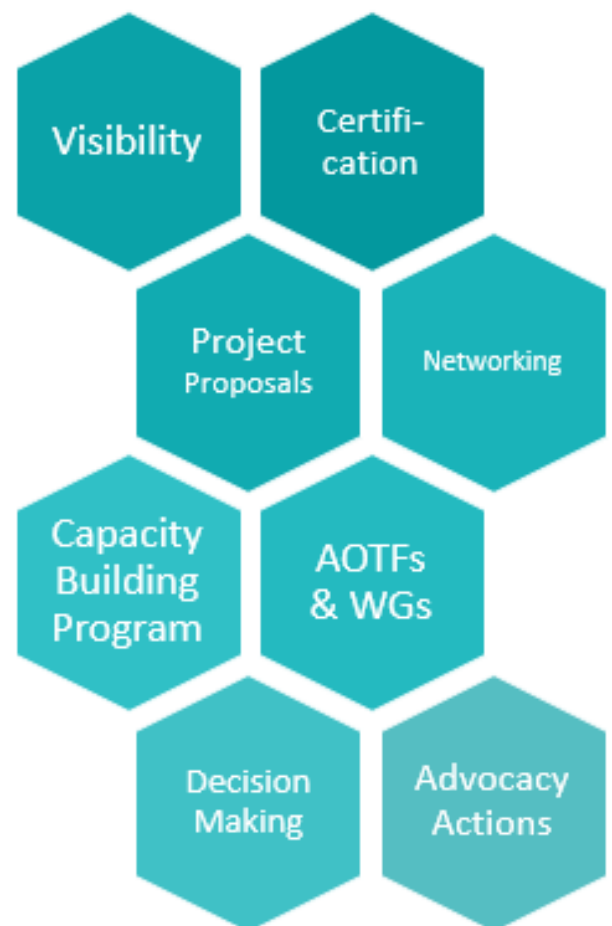 Visibility
Certifi-
cation
Project
Proposals
Networking
Capacity
Building
Program
AOTFs
& WGs
Decision
Making
Advocacy
Actions